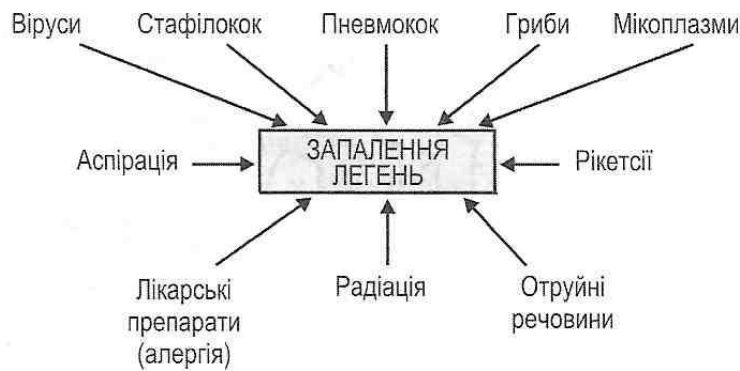 Віруси Стафілокок Пневмокок Гриби Мікоплазми
ЗАПАЛЕННЯ
ЛЕГЕНЬ
Аспірація
Рікетсії
Лікарські
препарати
(алергія)
Радіація
Отруйні
речовини